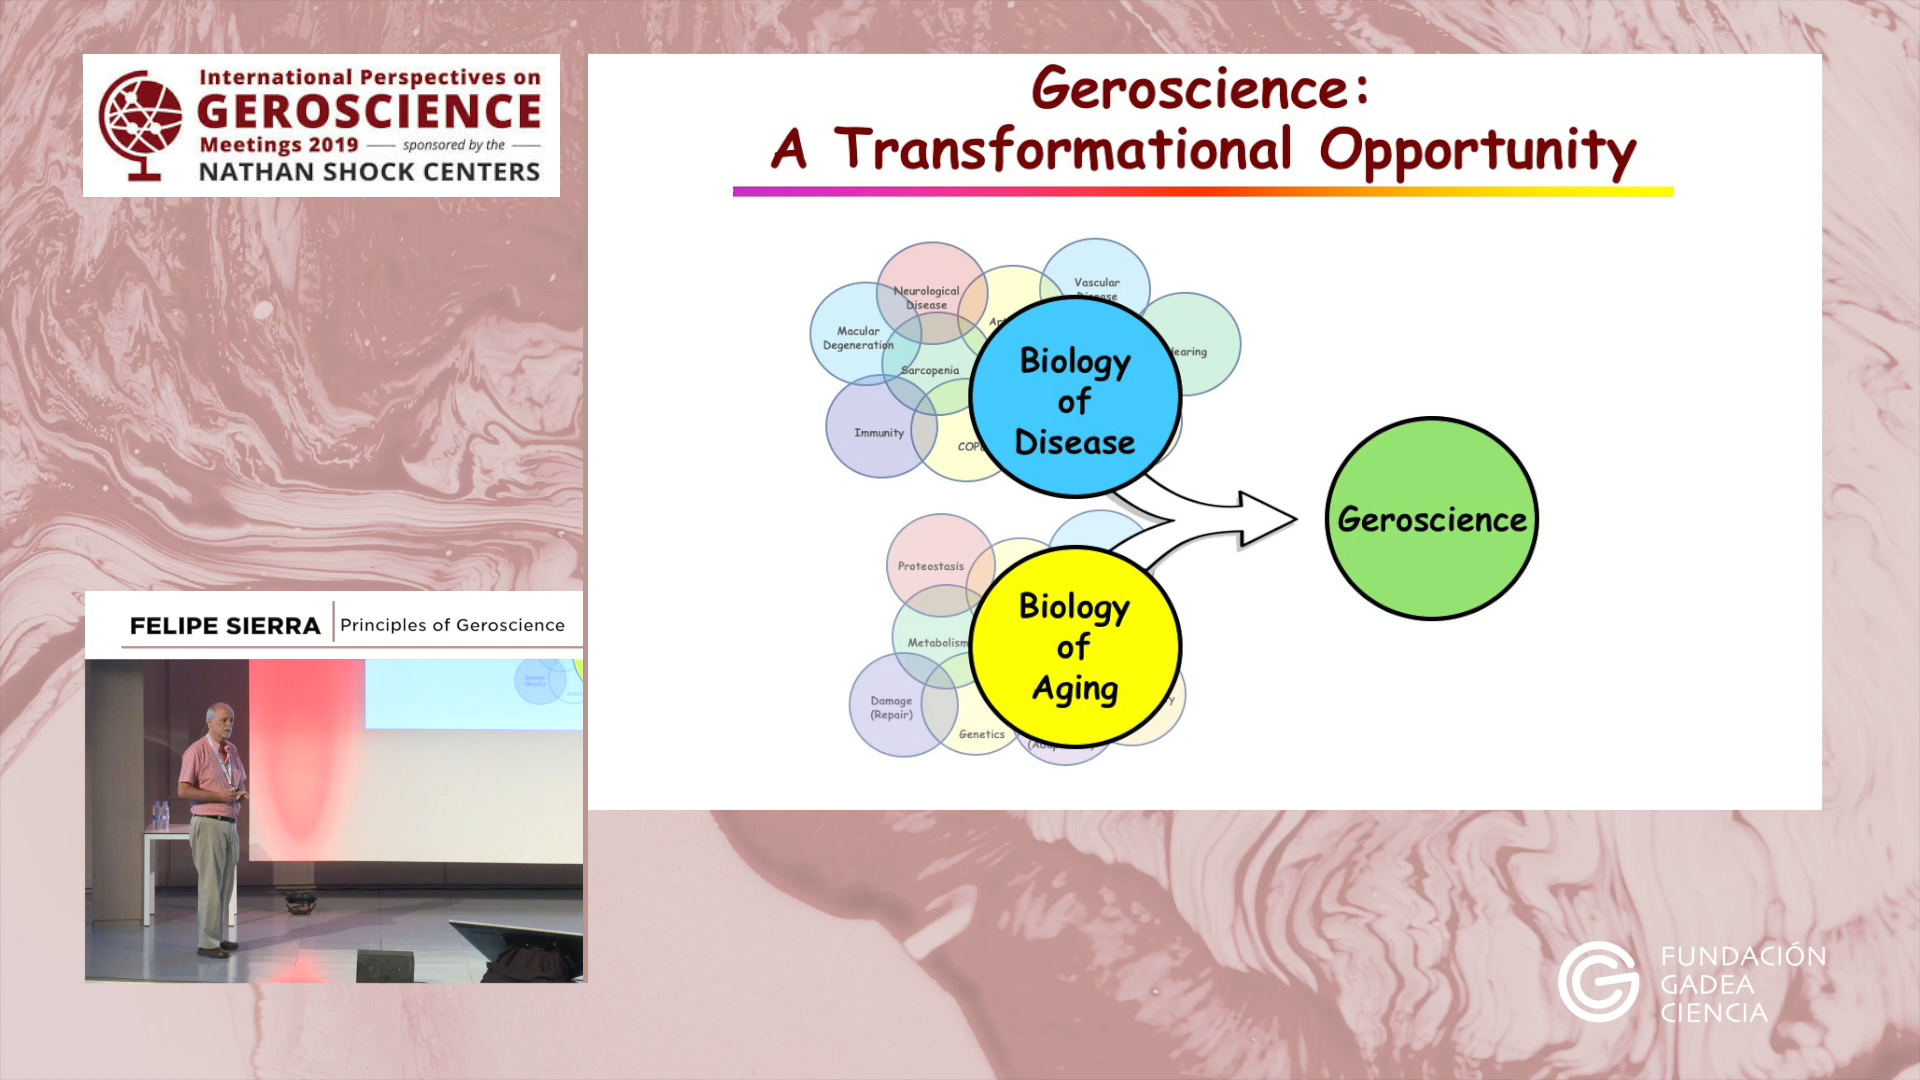 International Perspectives on
GEROSCIENCE
Meetings 2019 — sponsored by the —
NATHAN SHOCK CENTERS
Geroscience:
A Transformational Opportunity
Neurological
Disease
Vascular
Macular
Degeneration
Sarcopenia
Immunity
Biology
of
Disease
Proteostasis
Metabolism
Damage
(Repair)
Genetics
Biology
of
Aging
Geroscience
FELIPE SIERRA
Principles of Geroscience
FUNDACIÓN
GADEA
CIENCIA